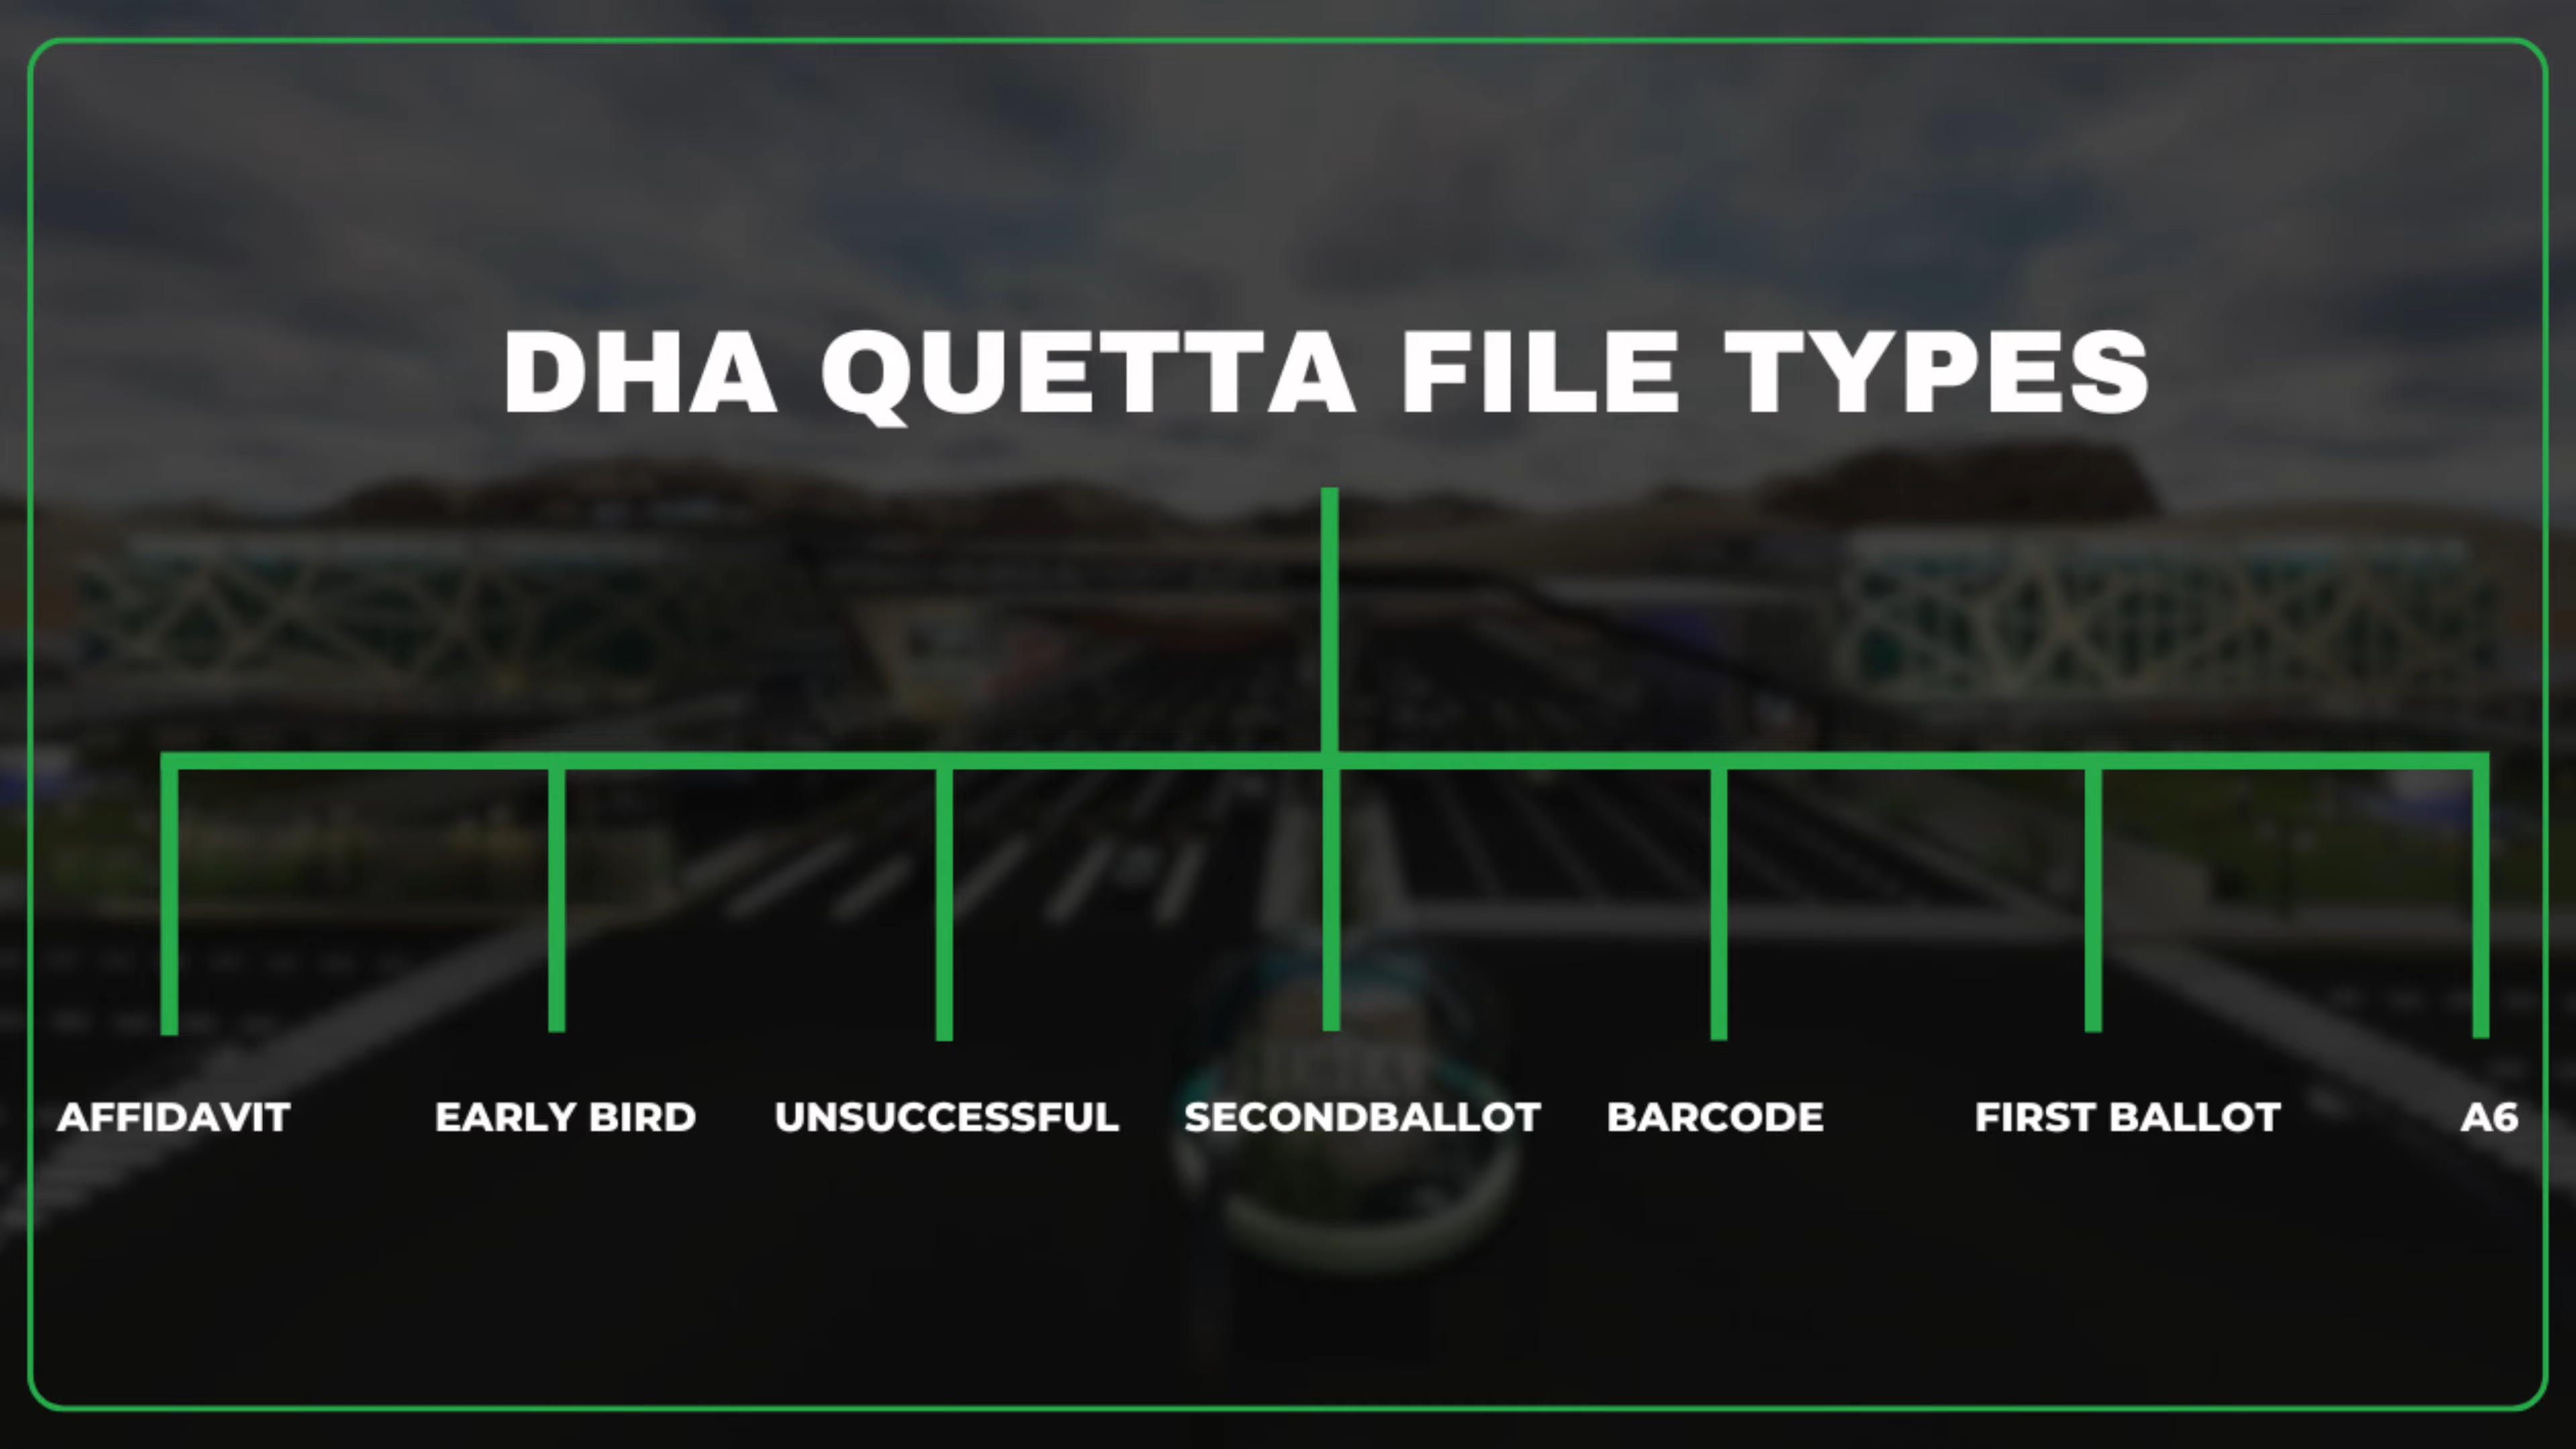 DHA QUETTA FILE TYPES
AFFIDAVIT EARLY BIRD UNSUCCESSFUL SECONDBALLOT BARCODE FIRST BALLOT A6